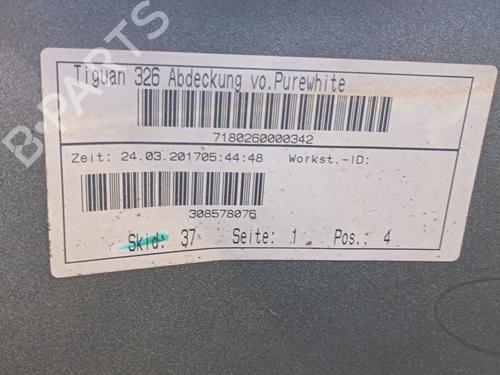 B-PARTS
Tiguan 326 Abdeckung vo.Purewhite
7180260000342
Zeit: 24.03.201705:44:48 Workst.-ID:
308578076
Skid: 37 Seite: 1 Pos.: 4